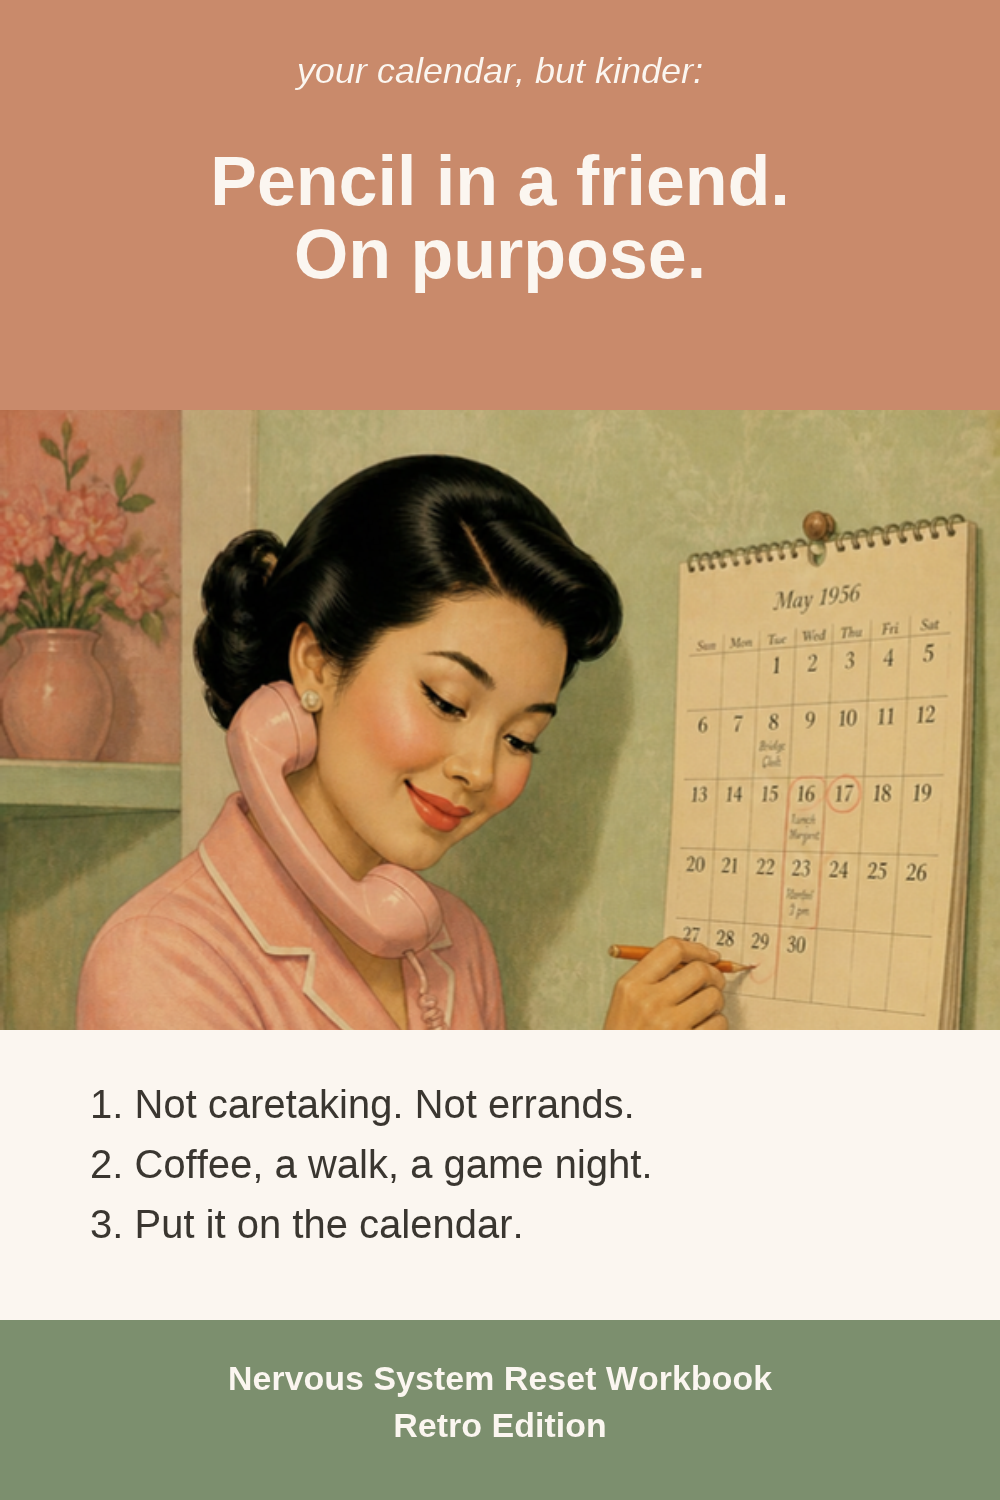 your calendar, but kinder:
Pencil in a friend.
On purpose.
May 1956
Sun Mon Tue Wed Thu Fri Sat
1 2 3 4 5
6 7 8 9 10 11 12
13 14 15 16 17 18 19
20 21 22 23 24 25 26
27 28 29 30
1. Not caretaking. Not errands.
2. Coffee, a walk, a game night.
3. Put it on the calendar.
Nervous System Reset Workbook
Retro Edition